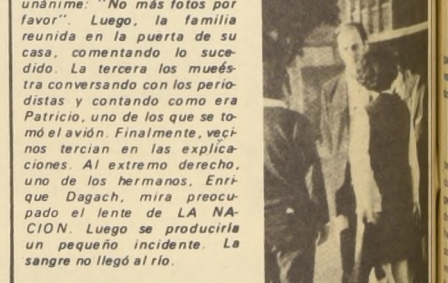 unánime: "No más fotos por
favor". Luego, la familia
reunida en la puerta de su
casa, comentando lo suce-
dido. La tercera los mueés-
tra conversando con los perio-
distas y contando como era
Patricio, uno de los que se to-
mó el avión. Finalmente, veci-
nos tercian en las explica-
ciones. Al extremo derecho,
uno de los hermanos, Enri-
que Dagach, mira preocu-
pado el lente de LA NA-
CION. Luego se produciría
un pequeño incidente. La
sangre no llegó al río.